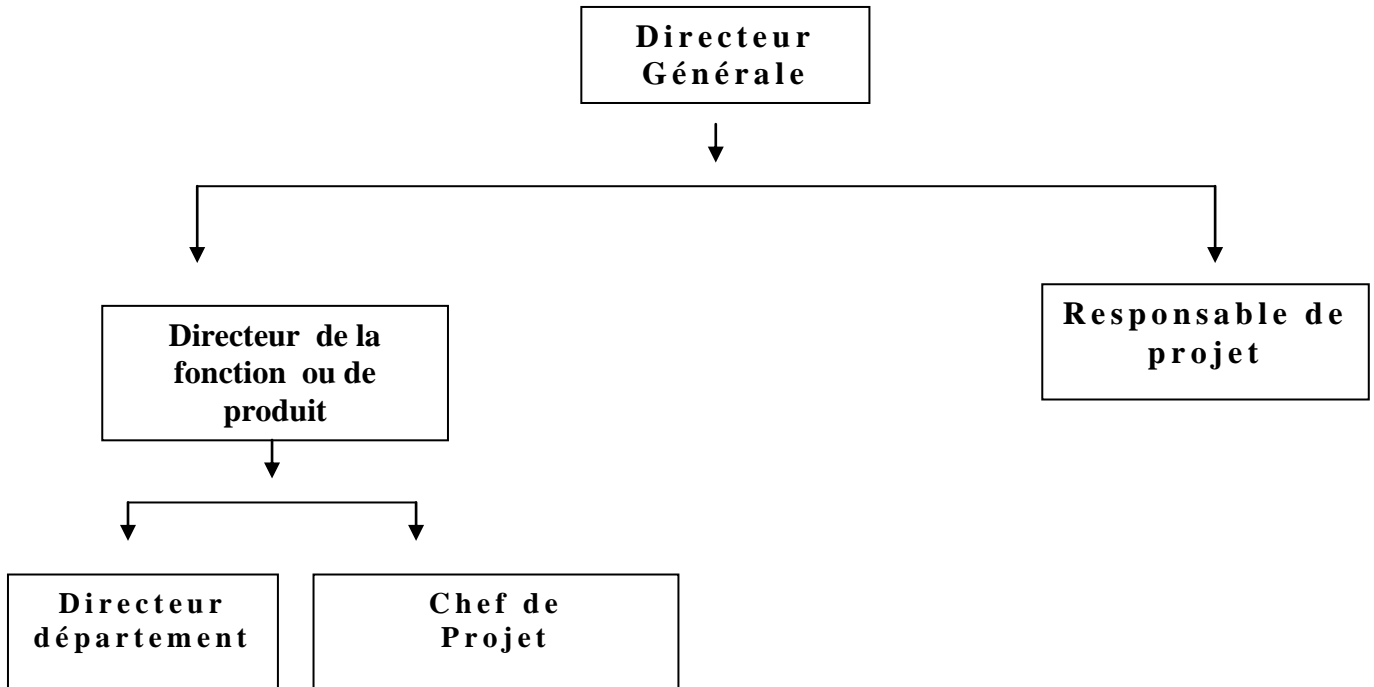 Directeur
Générale
Directeur de la
fonction ou de
produit
Responsable de
projet
Directeur
département
Chef de
Projet